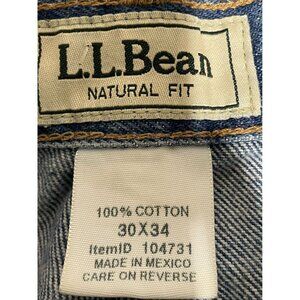 L.L.Bean
NATURAL FIT
100% COTTON
30X34
ItemID 104731
MADE IN MEXICO
CARE ON REVERSE